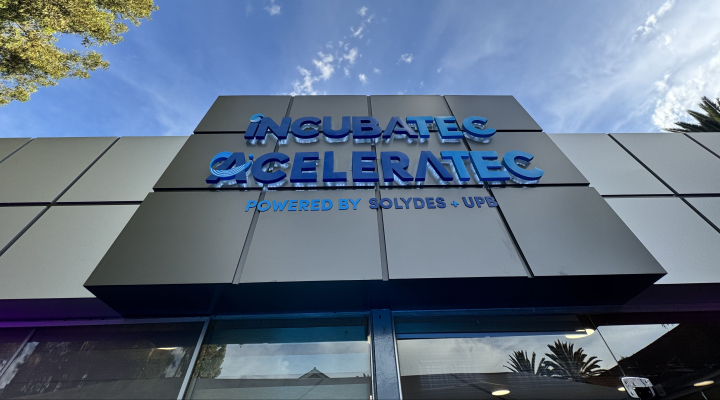 iNCUBATEC
ACELERATEC
POWERED BY SOLYDES + UPB